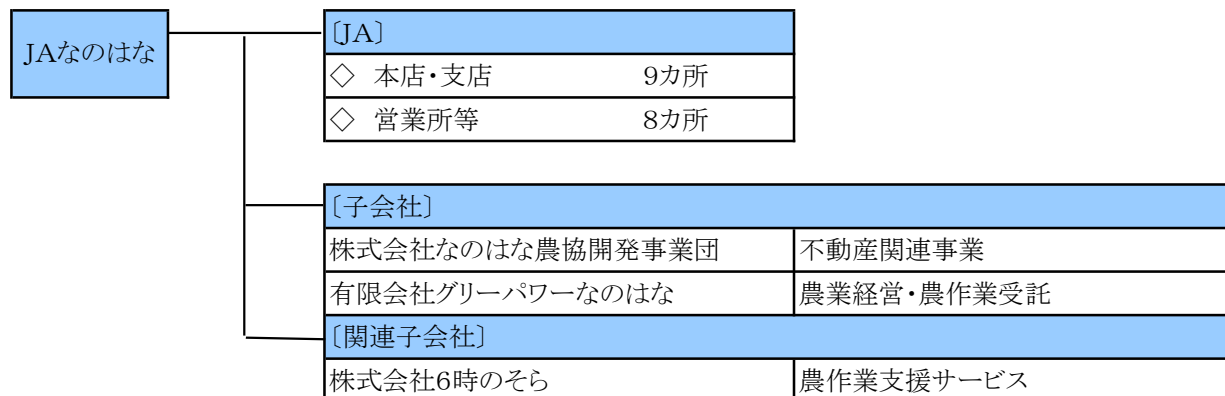 JAなのはな
〔JA〕
◇ 本店・支店 9カ所
◇ 営業所等 8カ所
〔子会社〕
株式会社なのはな農協開発事業団 不動産関連事業
有限会社グリーパワーなのはな 農業経営・農作業受託
〔関連子会社〕
株式会社6時のそら 農作業支援サービス